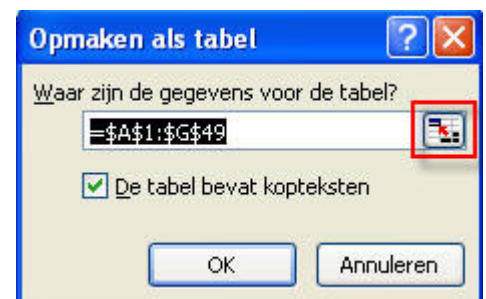 Opmaken als tabel
Waar zijn de gegevens voor de tabel?
=$A$1:$G$49
De tabel bevat kopteksten
OK Annuleren